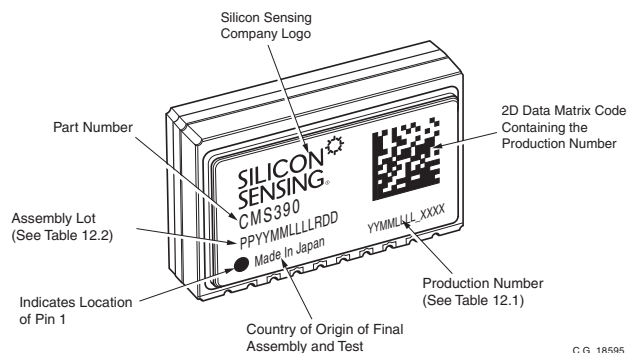 Silicon Sensing
Company Logo
Part Number
2D Data Matrix Code
Containing the
Production Number
SILICON
SENSING®
CMS390
PPYYMMLLLLRDD
YYMMLLLL_XXXX
Made In Japan
Assembly Lot
(See Table 12.2)
Indicates Location
of Pin 1
Production Number
(See Table 12.1)
Country of Origin of Final
Assembly and Test
C.G. 18595